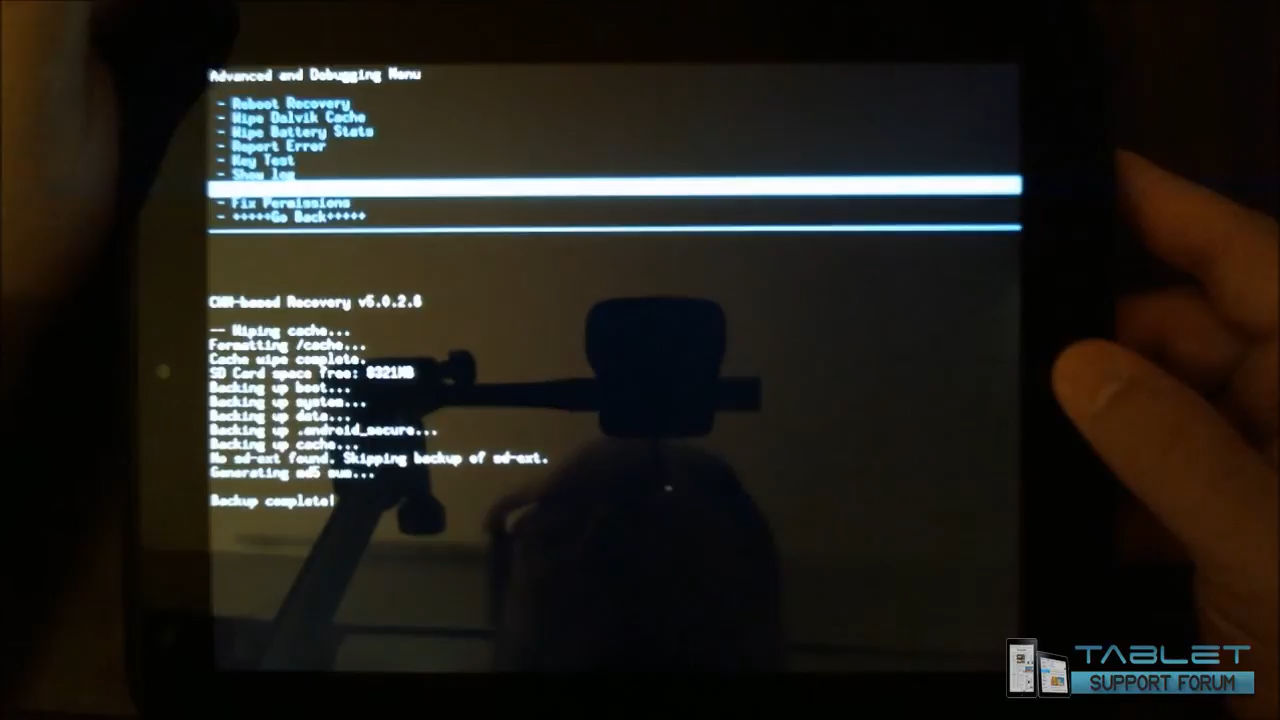 Advanced and Debugging Menu
- Reboot Recovery
- Wipe Dalvik Cache
- Wipe Battery Stats
- Report Error
- Key Test
- Show log
- Fix Permissions
- +++++Go Back+++++
CWM-based Recovery v5.0.2.8
-- Wiping cache...
Formatting /cache...
Cache wipe complete.
SD Card space free: 8321MB
Backing up boot...
Backing up system...
Backing up data...
Backing up .android_secure...
Backing up cache...
No sd-ext found. Skipping backup of sd-ext.
Generating md5 sum...
Backup complete!
TABLET
SUPPORT FORUM